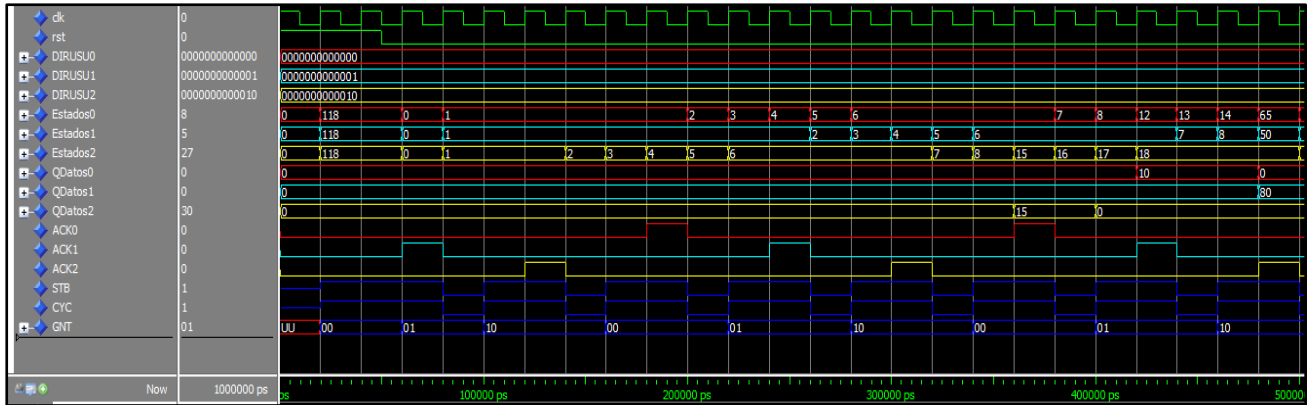 clk 0
rst 0
DIRUSU0 0000000000000 0000000000000
DIRUSU1 0000000000001 0000000000001
DIRUSU2 0000000000010 0000000000010
Estados0 8 0 118 0 1 2 3 4 5 6 7 8 12 13 14 65
Estados1 5 0 118 0 1 2 3 4 5 6 7 8 50
Estados2 27 0 118 0 1 2 3 4 5 6 7 8 15 16 17 18
QDatos0 0 0 10 0
QDatos1 0 0 80
QDatos2 30 0 15 0
ACK0 0
ACK1 0
ACK2 0
STB 1
CYC 1
GNT 01 UU 00 01 10 00 01 10 00 01 10
Now 1000000 ps ps 100000 ps 200000 ps 300000 ps 400000 ps 50000